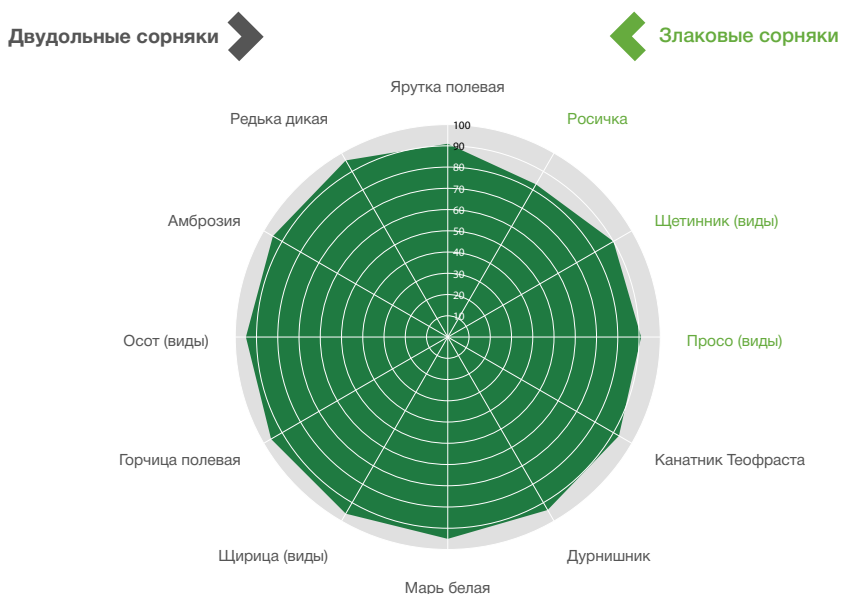 Двудольные сорняки
Злаковые сорняки
Ярутка полевая
Редька дикая
Росичка
Амброзия
Щетинник (виды)
Осот (виды)
Просо (виды)
Горчица полевая
Канатник Теофраста
Щирица (виды)
Дурнишник
Марь белая
100
90
80
70
60
50
40
30
20
10